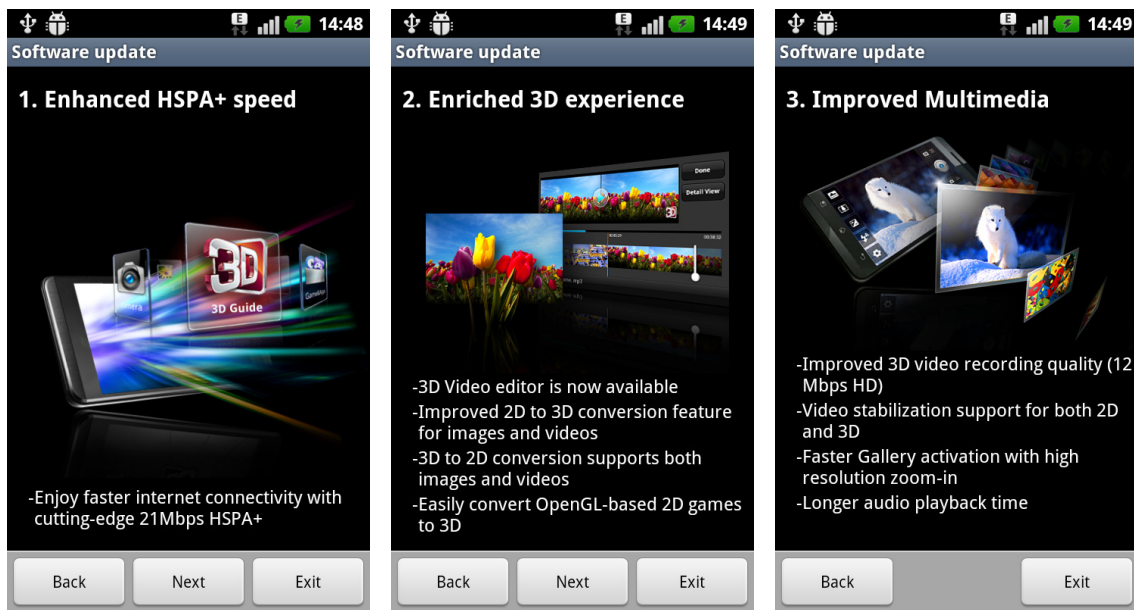 E
14:48
Software update
1. Enhanced HSPA+ speed
3D
3D Guide
-Enjoy faster internet connectivity with
cutting-edge 21Mbps HSPA+
Back
Next
Exit
E
14:49
Software update
2. Enriched 3D experience
Done
Detail View
3D
-3D Video editor is now available
-Improved 2D to 3D conversion feature
for images and videos
-3D to 2D conversion supports both
images and videos
-Easily convert OpenGL-based 2D games
to 3D
Back
Next
Exit
E
14:49
Software update
3. Improved Multimedia
-Improved 3D video recording quality (12
Mbps HD)
-Video stabilization support for both 2D
and 3D
-Faster Gallery activation with high
resolution zoom-in
-Longer audio playback time
Back
Exit